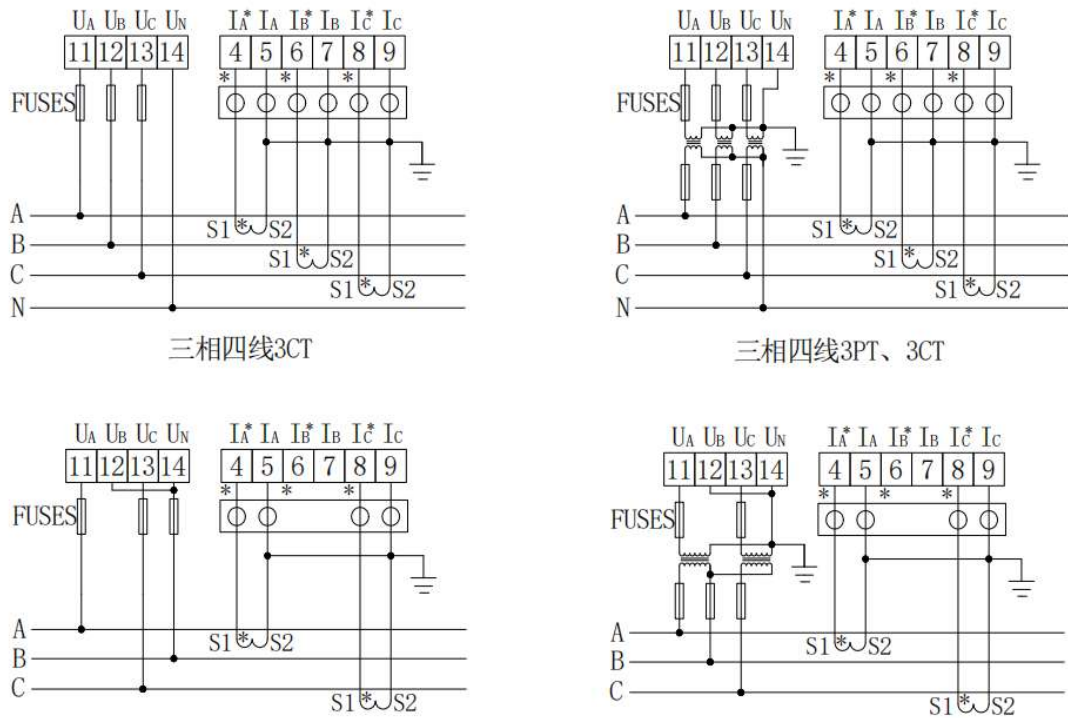 UA UB UC UN IA* IA IB* IB IC* IC
11 12 13 14 4 5 6 7 8 9
* * *
FUSES
A S1 * S2
B S1 * S2
C S1 * S2
N
三相四线3CT
UA UB UC UN IA* IA IB* IB IC* IC
11 12 13 14 4 5 6 7 8 9
* * *
FUSES
A S1 * S2
B S1 * S2
C S1 * S2
N
三相四线3PT、3CT
UA UB UC UN IA* IA IB* IB IC* IC
11 12 13 14 4 5 6 7 8 9
* * *
FUSES
A S1 * S2
B
C S1 * S2
UA UB UC UN IA* IA IB* IB IC* IC
11 12 13 14 4 5 6 7 8 9
* * *
FUSES
A S1 * S2
B
C S1 * S2